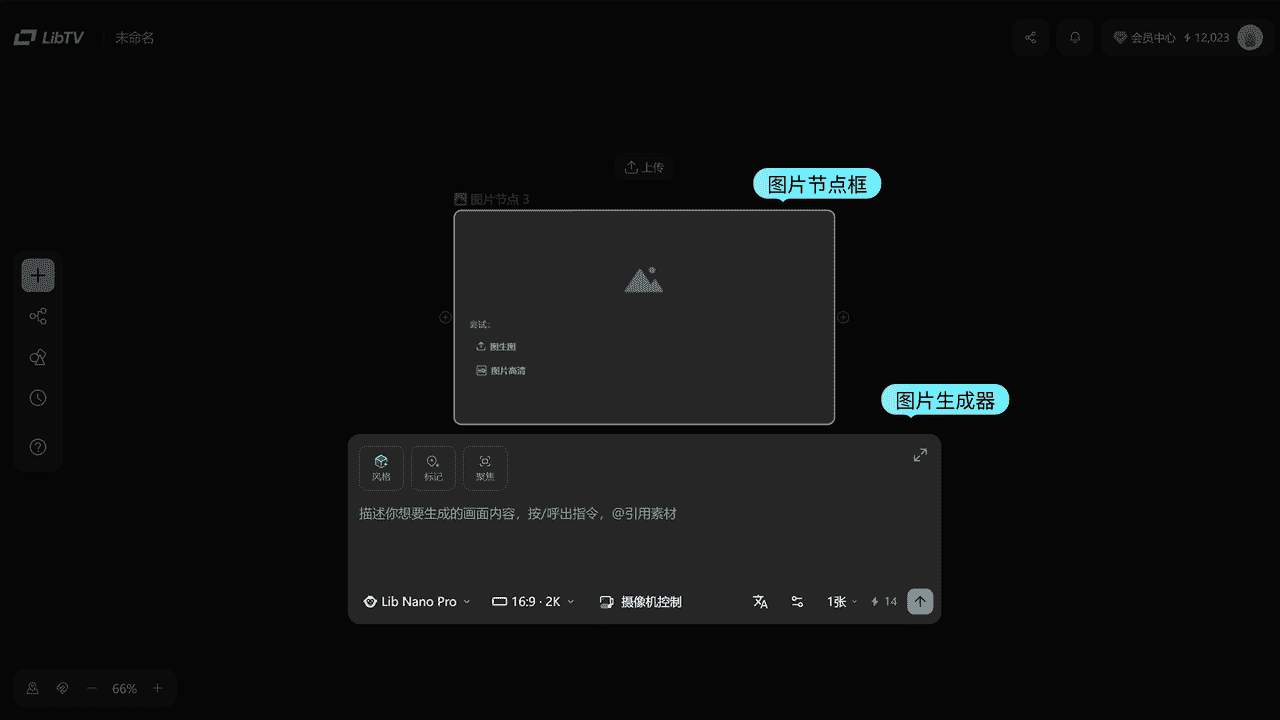 LibTV
未命名
会员中心
12,023
上传
图片节点框
图片节点 3
尝试:
图生图
HD 图片高清
图片生成器
风格
标记
聚焦
描述你想要生成的画面内容，按/呼出指令，@引用素材
Lib Nano Pro
16:9 · 2K
摄像机控制
1张
14
66%